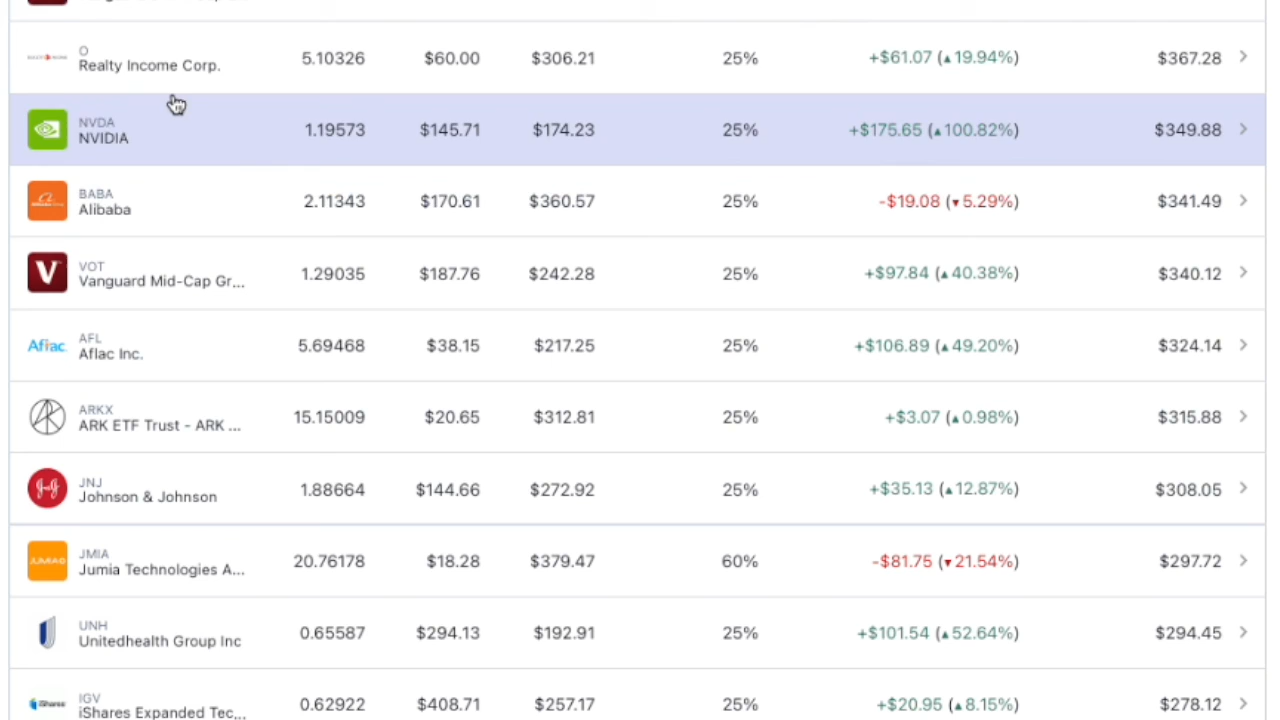 O
Realty Income Corp.
5.10326 $60.00 $306.21 25% +$61.07 (▲19.94%) $367.28
NVDA
NVIDIA
1.19573 $145.71 $174.23 25% +$175.65 (▲100.82%) $349.88
BABA
Alibaba
2.11343 $170.61 $360.57 25% -$19.08 (▼5.29%) $341.49
V
VOT
Vanguard Mid-Cap Gr...
1.29035 $187.76 $242.28 25% +$97.84 (▲40.38%) $340.12
Aflac
AFL
Aflac Inc.
5.69468 $38.15 $217.25 25% +$106.89 (▲49.20%) $324.14
ARKX
ARK ETF Trust - ARK ...
15.15009 $20.65 $312.81 25% +$3.07 (▲0.98%) $315.88
JNJ
Johnson & Johnson
1.88664 $144.66 $272.92 25% +$35.13 (▲12.87%) $308.05
JUMIA
JMIA
Jumia Technologies A...
20.76178 $18.28 $379.47 60% -$81.75 (▼21.54%) $297.72
UNH
Unitedhealth Group Inc
0.65587 $294.13 $192.91 25% +$101.54 (▲52.64%) $294.45
iShares
IGV
iShares Expanded Tec...
0.62922 $408.71 $257.17 25% +$20.95 (▲8.15%) $278.12